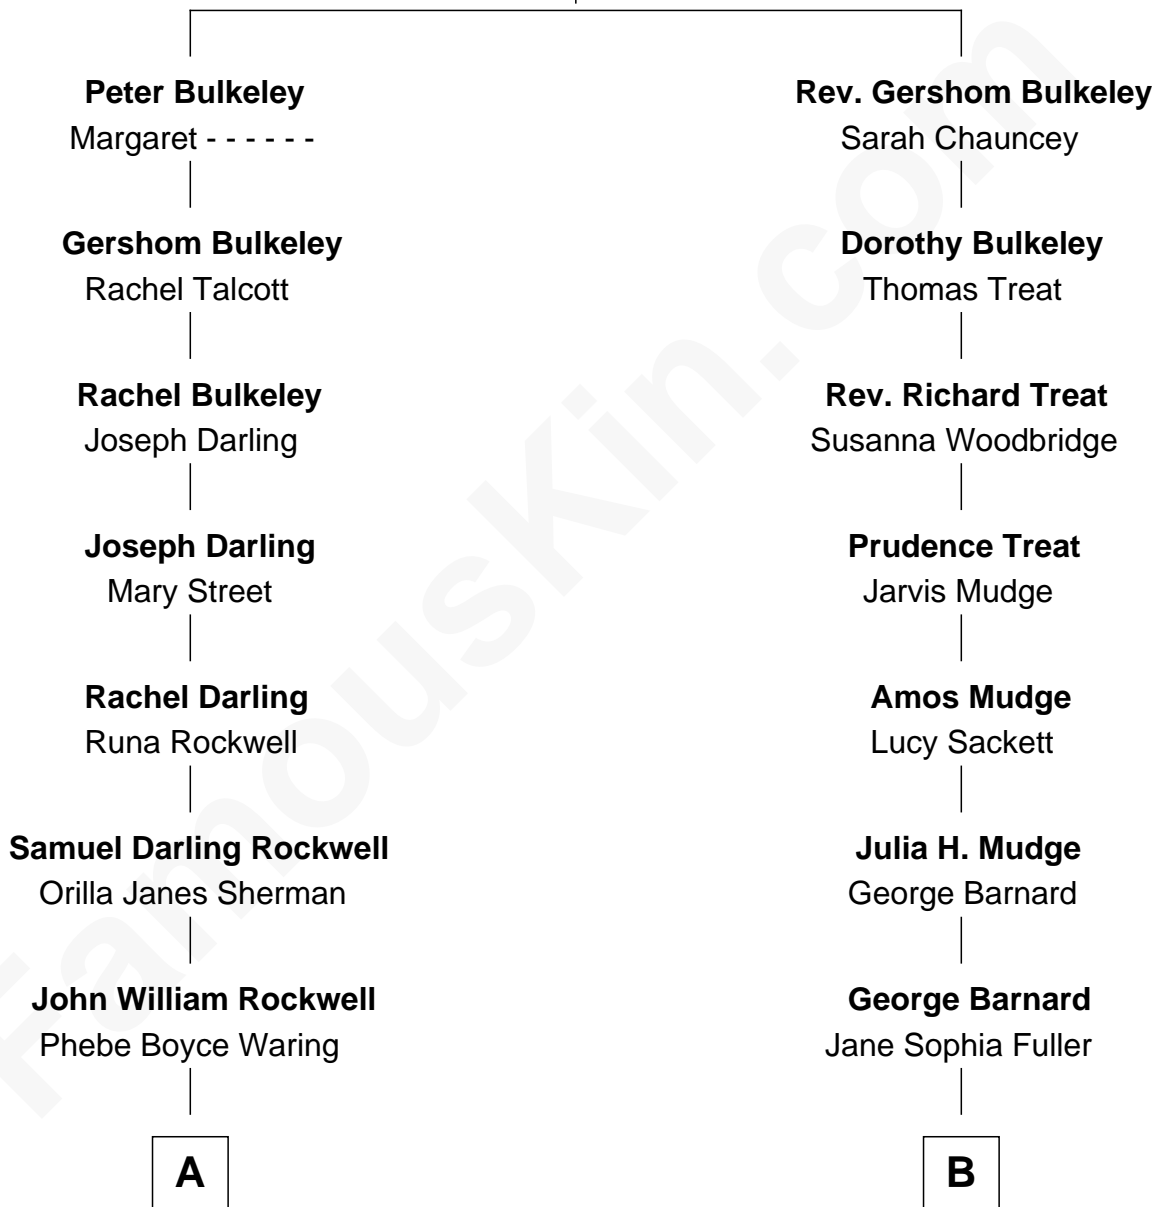 Peter Bulkeley
Margaret - - - - - -
Gershom Bulkeley
Rachel Talcott
Rachel Bulkeley
Joseph Darling
Joseph Darling
Mary Street
Rachel Darling
Runa Rockwell
Samuel Darling Rockwell
Orilla Janes Sherman
John William Rockwell
Phebe Boyce Waring
A
Rev. Gershom Bulkeley
Sarah Chauncey
Dorothy Bulkeley
Thomas Treat
Rev. Richard Treat
Susanna Woodbridge
Prudence Treat
Jarvis Mudge
Amos Mudge
Lucy Sackett
Julia H. Mudge
George Barnard
George Barnard
Jane Sophia Fuller
B
FamousKin.com